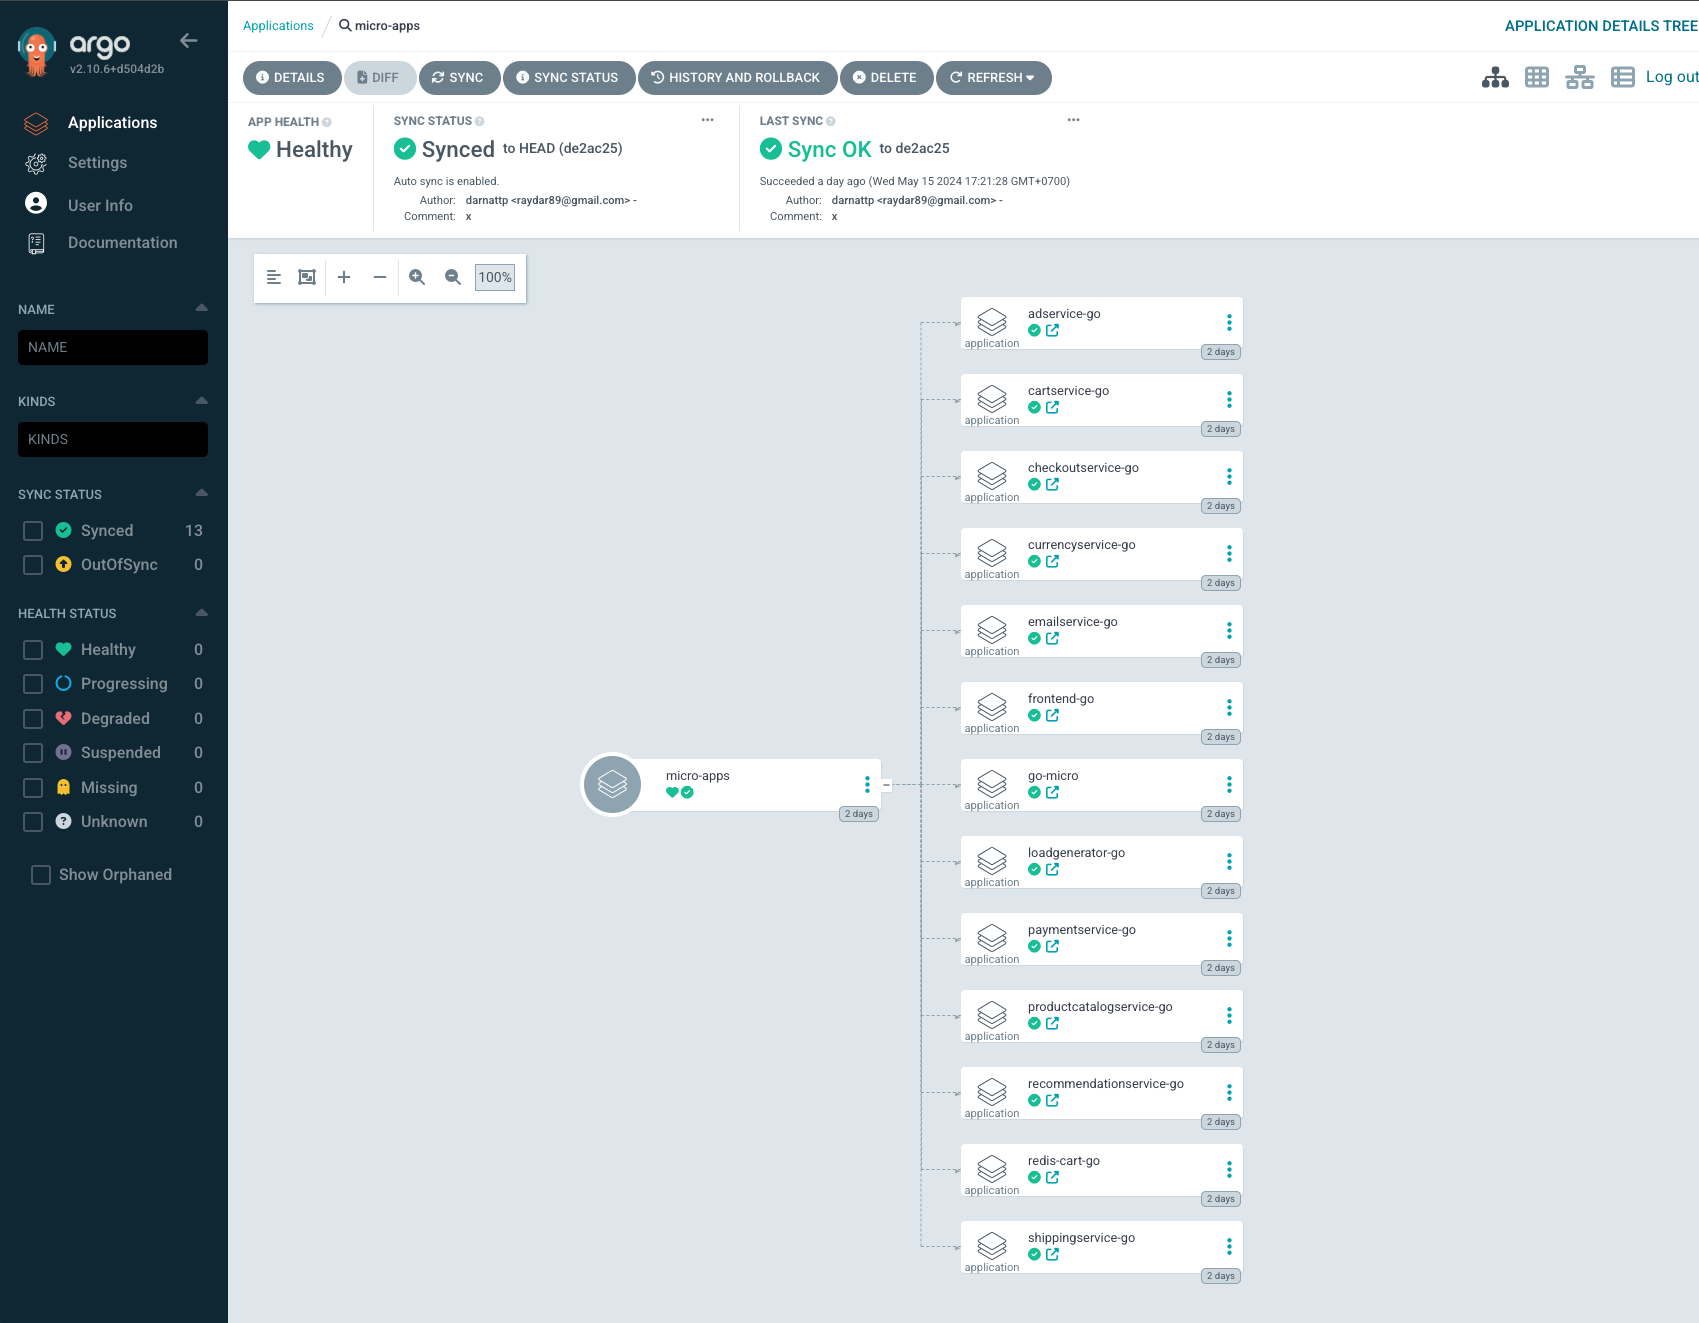 argo
v2.10.6+d504d2b
Applications
Settings
User Info
Documentation
NAME
NAME
KINDS
KINDS
SYNC STATUS
Synced 13
OutOfSync 0
HEALTH STATUS
Healthy 0
Progressing 0
Degraded 0
Suspended 0
Missing 0
Unknown 0
Show Orphaned
Applications / micro-apps
APPLICATION DETAILS TREE
DETAILS DIFF SYNC SYNC STATUS HISTORY AND ROLLBACK DELETE REFRESH
Log out
APP HEALTH
Healthy
SYNC STATUS
Synced to HEAD (de2ac25)
Auto sync is enabled.
Author: darnattp <raydar89@gmail.com> -
Comment: x
LAST SYNC
Sync OK to de2ac25
Succeeded a day ago (Wed May 15 2024 17:21:28 GMT+0700)
Author: darnattp <raydar89@gmail.com> -
Comment: x
100%
micro-apps
2 days
adservice-go
application
2 days
cartservice-go
application
2 days
checkoutservice-go
application
2 days
currencyservice-go
application
2 days
emailservice-go
application
2 days
frontend-go
application
2 days
go-micro
application
2 days
loadgenerator-go
application
2 days
paymentservice-go
application
2 days
productcatalogservice-go
application
2 days
recommendationservice-go
application
2 days
redis-cart-go
application
2 days
shippingservice-go
application
2 days